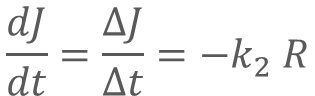 dJ/dt = ΔJ/Δt = −k₂ R